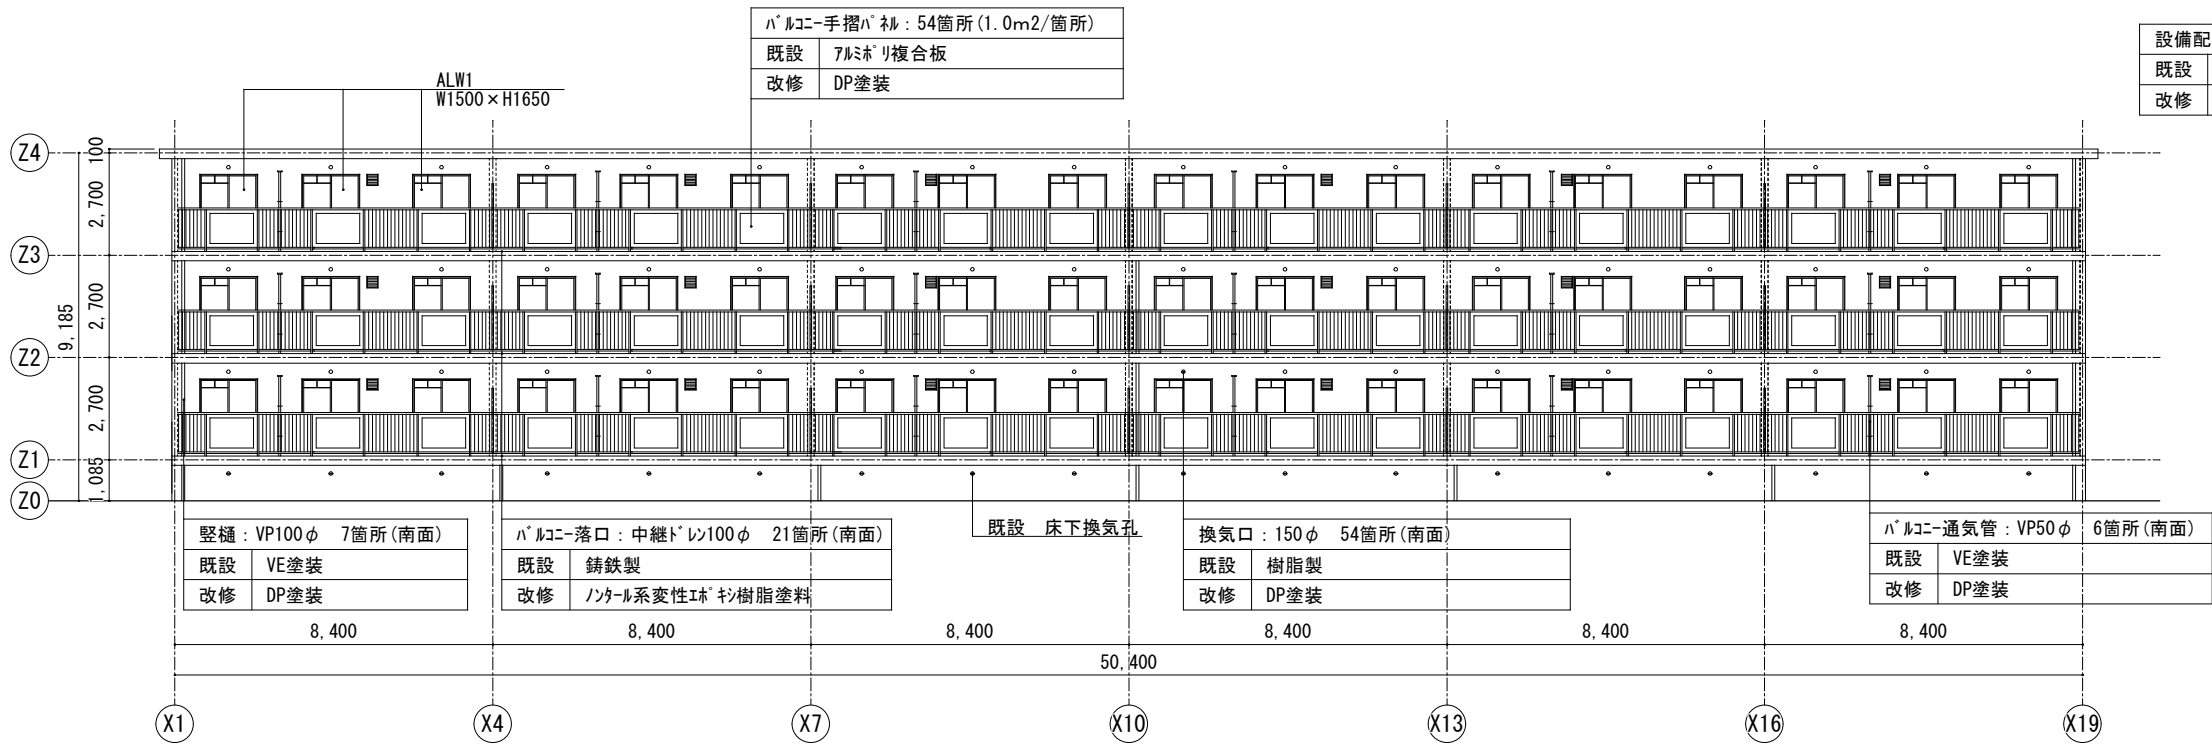 バルコニー手摺パネル：54箇所(1.0m2/箇所)
既設 アルミポリ複合板
改修 DP塗装
設備配
既設
改修
ALW1
W1500×H1650
Z4
100
2,700
Z3
2,700
9,185
Z2
2,700
Z1
1,085
Z0
竪樋：VP100φ 7箇所(南面)
既設 VE塗装
改修 DP塗装
バルコニー落口：中継ドレン100φ 21箇所(南面)
既設 鋳鉄製
改修 ノンタール系変性エポキシ樹脂塗料
既設 床下換気孔
換気口：150φ 54箇所(南面)
既設 樹脂製
改修 DP塗装
バルコニー通気管：VP50φ 6箇所(南面)
既設 VE塗装
改修 DP塗装
8,400 8,400 8,400 8,400 8,400 8,400
50,400
X1 X4 X7 X10 X13 X16 X19